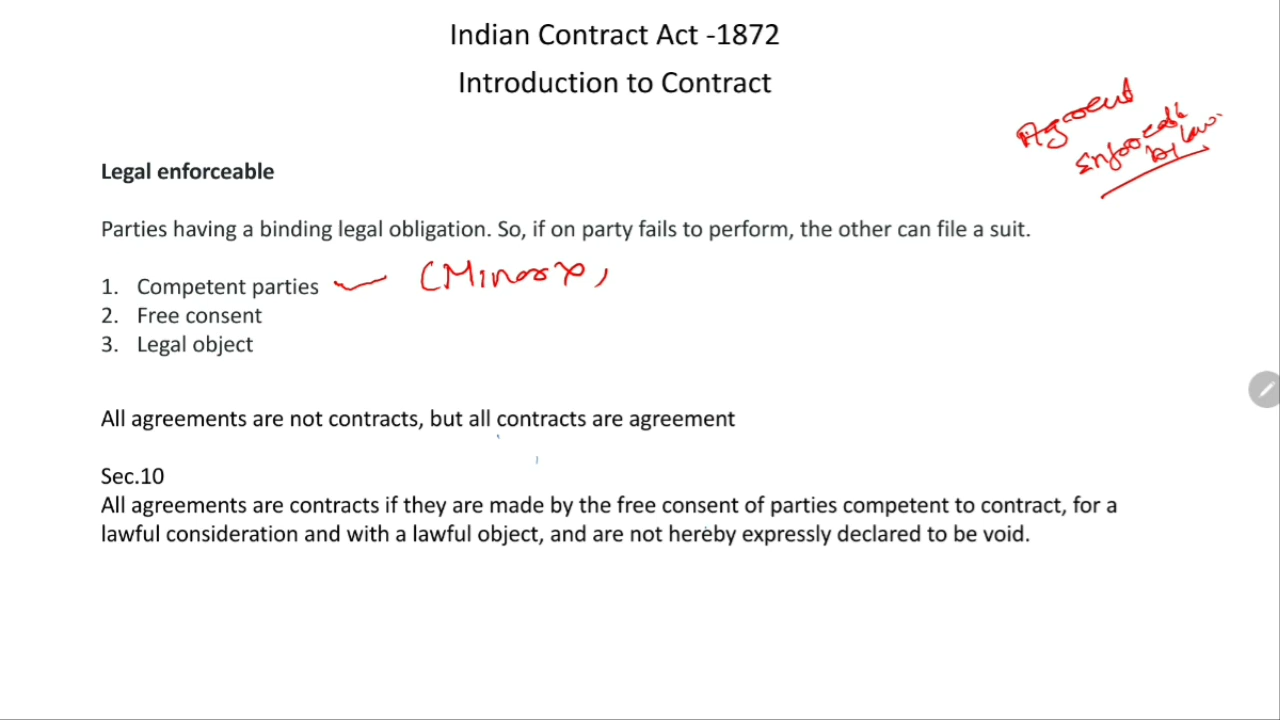 Indian Contract Act -1872
Introduction to Contract
Legal enforceable
Parties having a binding legal obligation. So, if on party fails to perform, the other can file a suit.
1. Competent parties (Minor x,
2. Free consent
3. Legal object
All agreements are not contracts, but all contracts are agreement
Sec.10
All agreements are contracts if they are made by the free consent of parties competent to contract, for a
lawful consideration and with a lawful object, and are not hereby expressly declared to be void.
by law.